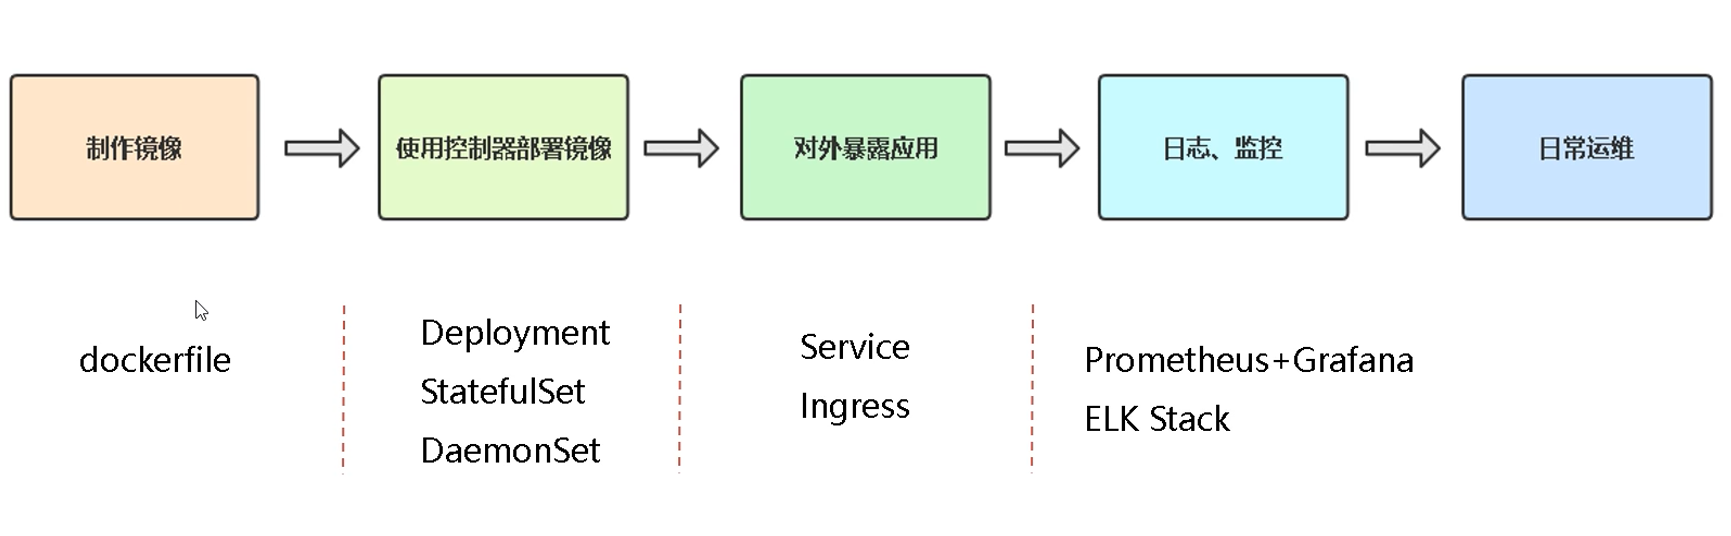 制作镜像
使用控制器部署镜像
对外暴露应用
日志、监控
日常运维
dockerfile
Deployment
StatefulSet
DaemonSet
Service
Ingress
Prometheus+Grafana
ELK Stack